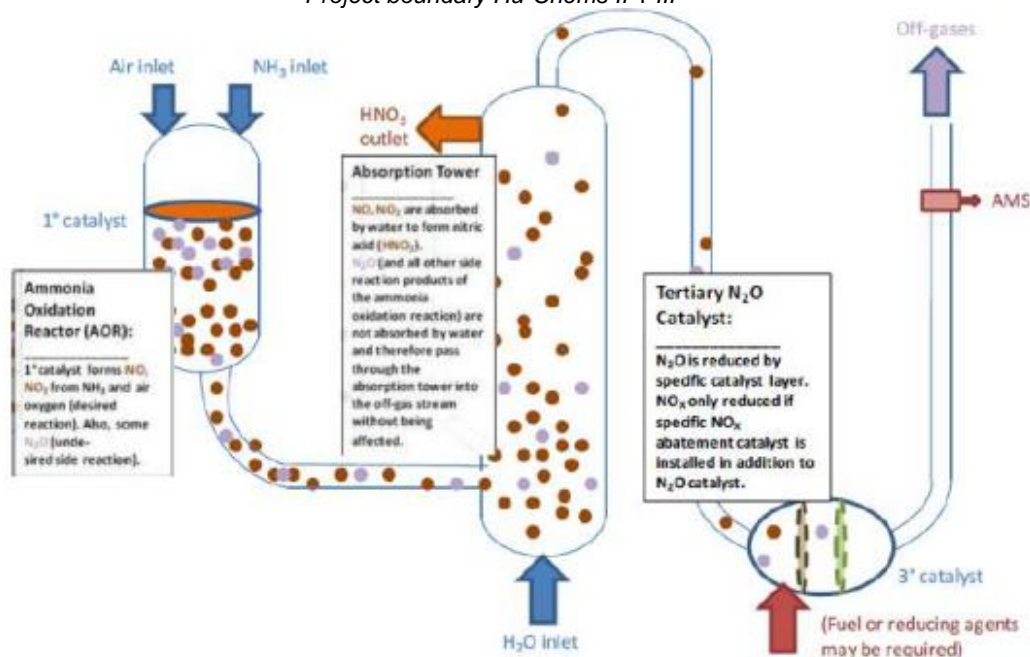 Project boundary Hu-Chems II + III
Off-gases
Air inlet
NH3 inlet
HNO3
outlet
AMS
1° catalyst
Absorption Tower
NO, NO2 are absorbed
by water to form nitric
acid (HNO3).
N2O (and all other side
reaction products of
the ammonia
oxidation reaction) are
not absorbed by water
and therefore pass
through the
absorption tower into
the off-gas stream
without being
affected.
Ammonia
Oxidation
Reactor (AOR):
1° catalyst forms NO,
NO2 from NH3 and air
oxygen (desired
reaction). Also, some
N2O (unde-
sired side reaction).
Tertiary N2O
Catalyst:
N2O is reduced by
specific catalyst layer.
NOx only reduced if
specific NOx
abatement catalyst is
installed in addition to
N2O catalyst.
3° catalyst
H2O inlet
(Fuel or reducing agents
may be required)